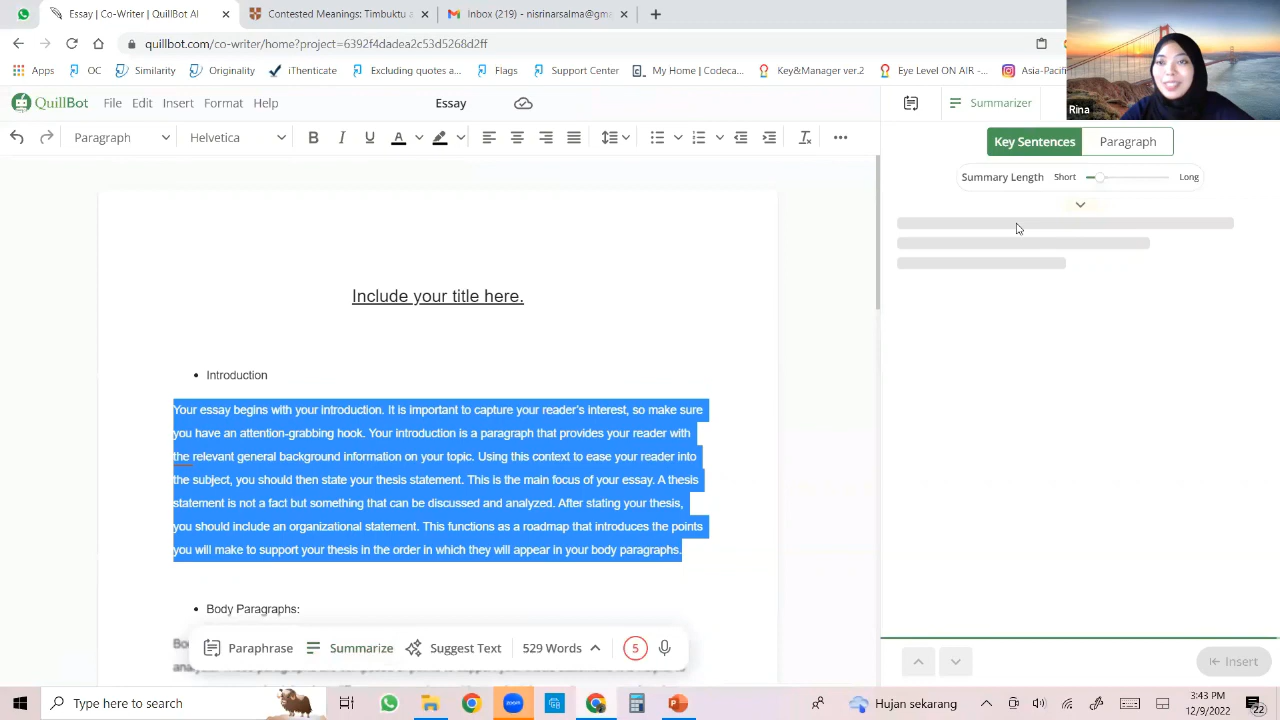 Essay | Co-Writer AI
Centories Meaning: Timbuktu a
Inbox (219) - nisrinarsalma@gm
quillbot.com/co-writer/home?project=6392f4dadea2c53d526812ff
Apps
OC
Similarity
Originality
iThenticate
Excluding quotes a...
Flags
Support Center
My Home | Codeca...
Key&Manager ver.2
Eye Level ON AIR -...
Asia-Pacif
Rina
QuillBot
File
Edit
Insert
Format
Help
Essay
Summarizer
Paragraph
Helvetica
B
I
U
A
Key Sentences
Paragraph
Summary Length
Short
Long
Include your title here.
• Introduction
Your essay begins with your introduction. It is important to capture your reader's interest, so make sure
you have an attention-grabbing hook. Your introduction is a paragraph that provides your reader with
the relevant general background information on your topic. Using this context to ease your reader into
the subject, you should then state your thesis statement. This is the main focus of your essay. A thesis
statement is not a fact but something that can be discussed and analyzed. After stating your thesis,
you should include an organizational statement. This functions as a roadmap that introduces the points
you will make to support your thesis in the order in which they will appear in your body paragraphs.
• Body Paragraphs:
Paraphrase
Summarize
Suggest Text
529 Words
5
Insert
Type here to search
zoom
Hujan sekarang
3:43 PM
12/9/2022
22